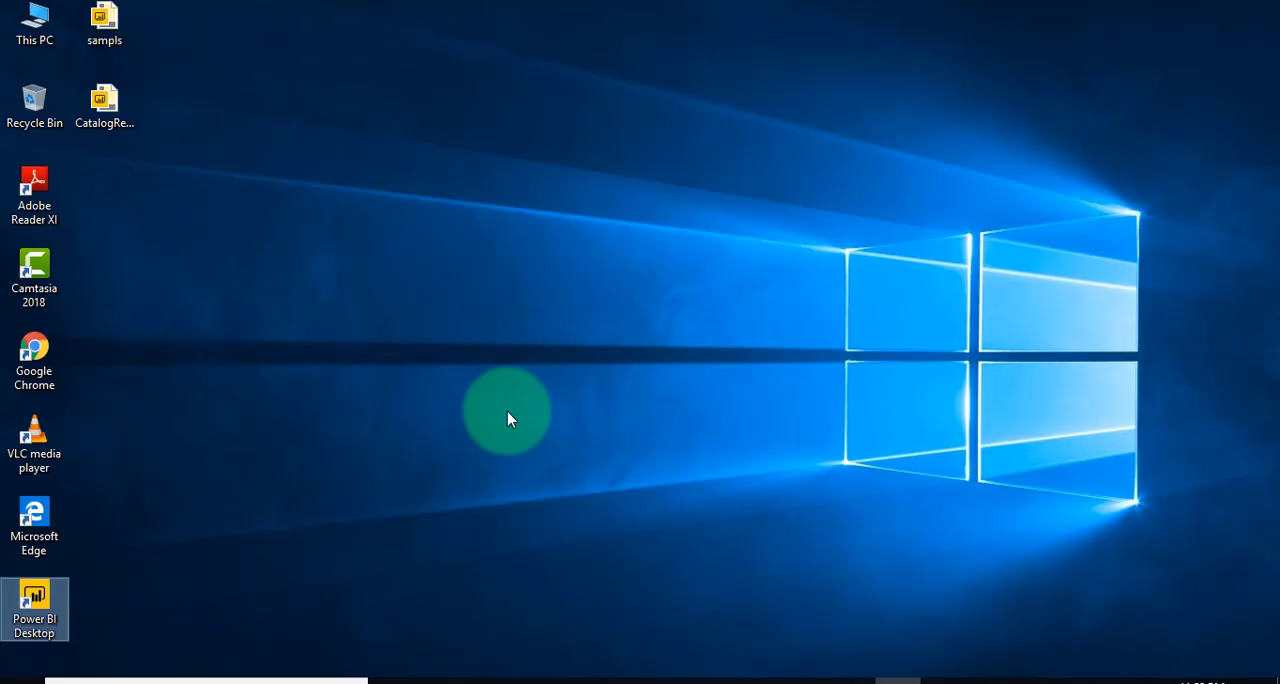 This PC
sampls
Recycle Bin
CatalogRe...
Adobe
Reader XI
Camtasia
2018
Google
Chrome
VLC media
player
Microsoft
Edge
Power BI
Desktop